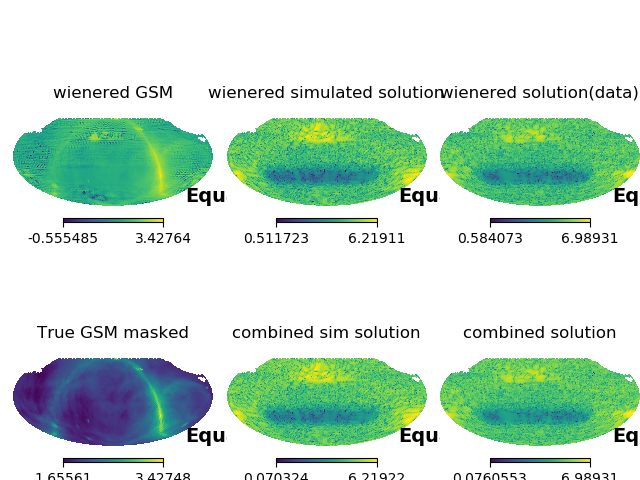 wienered GSM
wienered simulated solution
wienered solution(data)
Equ
Equ
Eq
-0.555485 3.42764
0.511723 6.21911
0.584073 6.98931
True GSM masked
combined sim solution
combined solution
Equ
Equ
Eq
1.65561 3.42748
0.070324 6.21922
0.0760553 6.98931